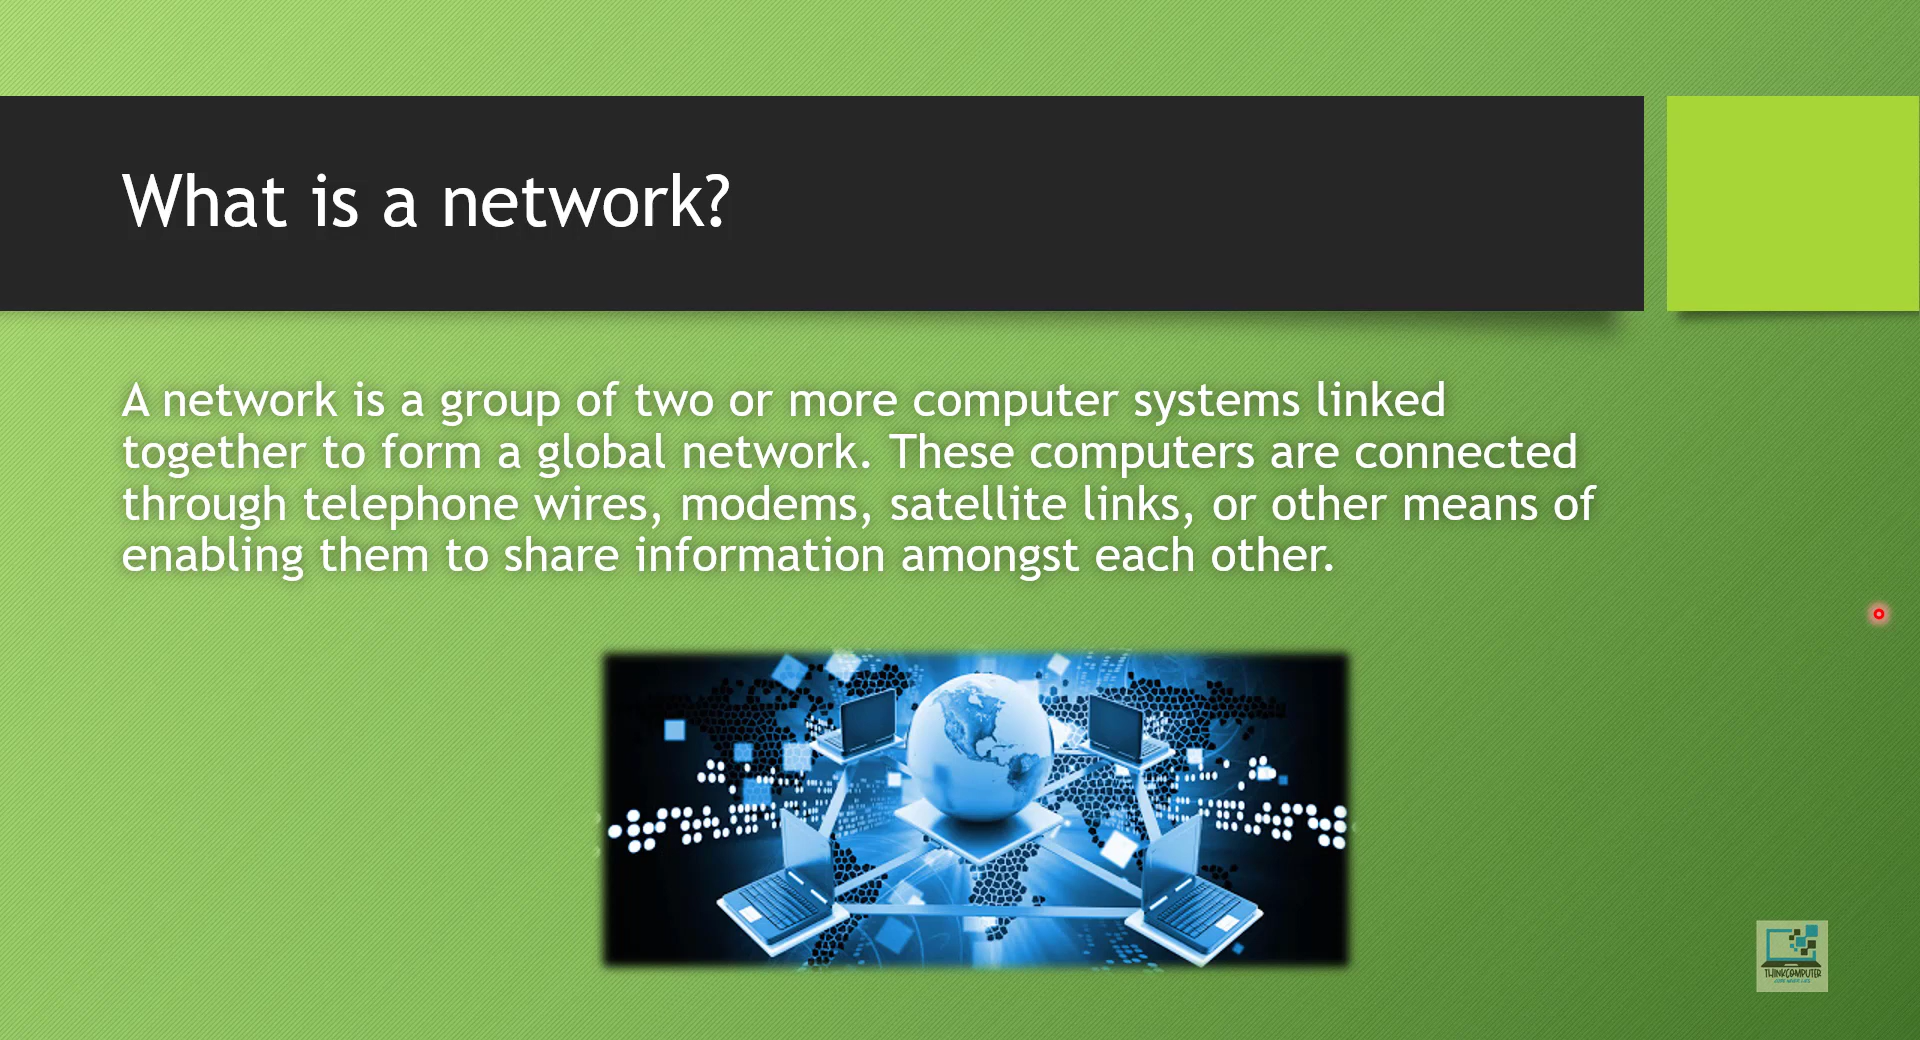 What is a network?
A network is a group of two or more computer systems linked
together to form a global network. These computers are connected
through telephone wires, modems, satellite links, or other means of
enabling them to share information amongst each other.
THINKCOMPUTER